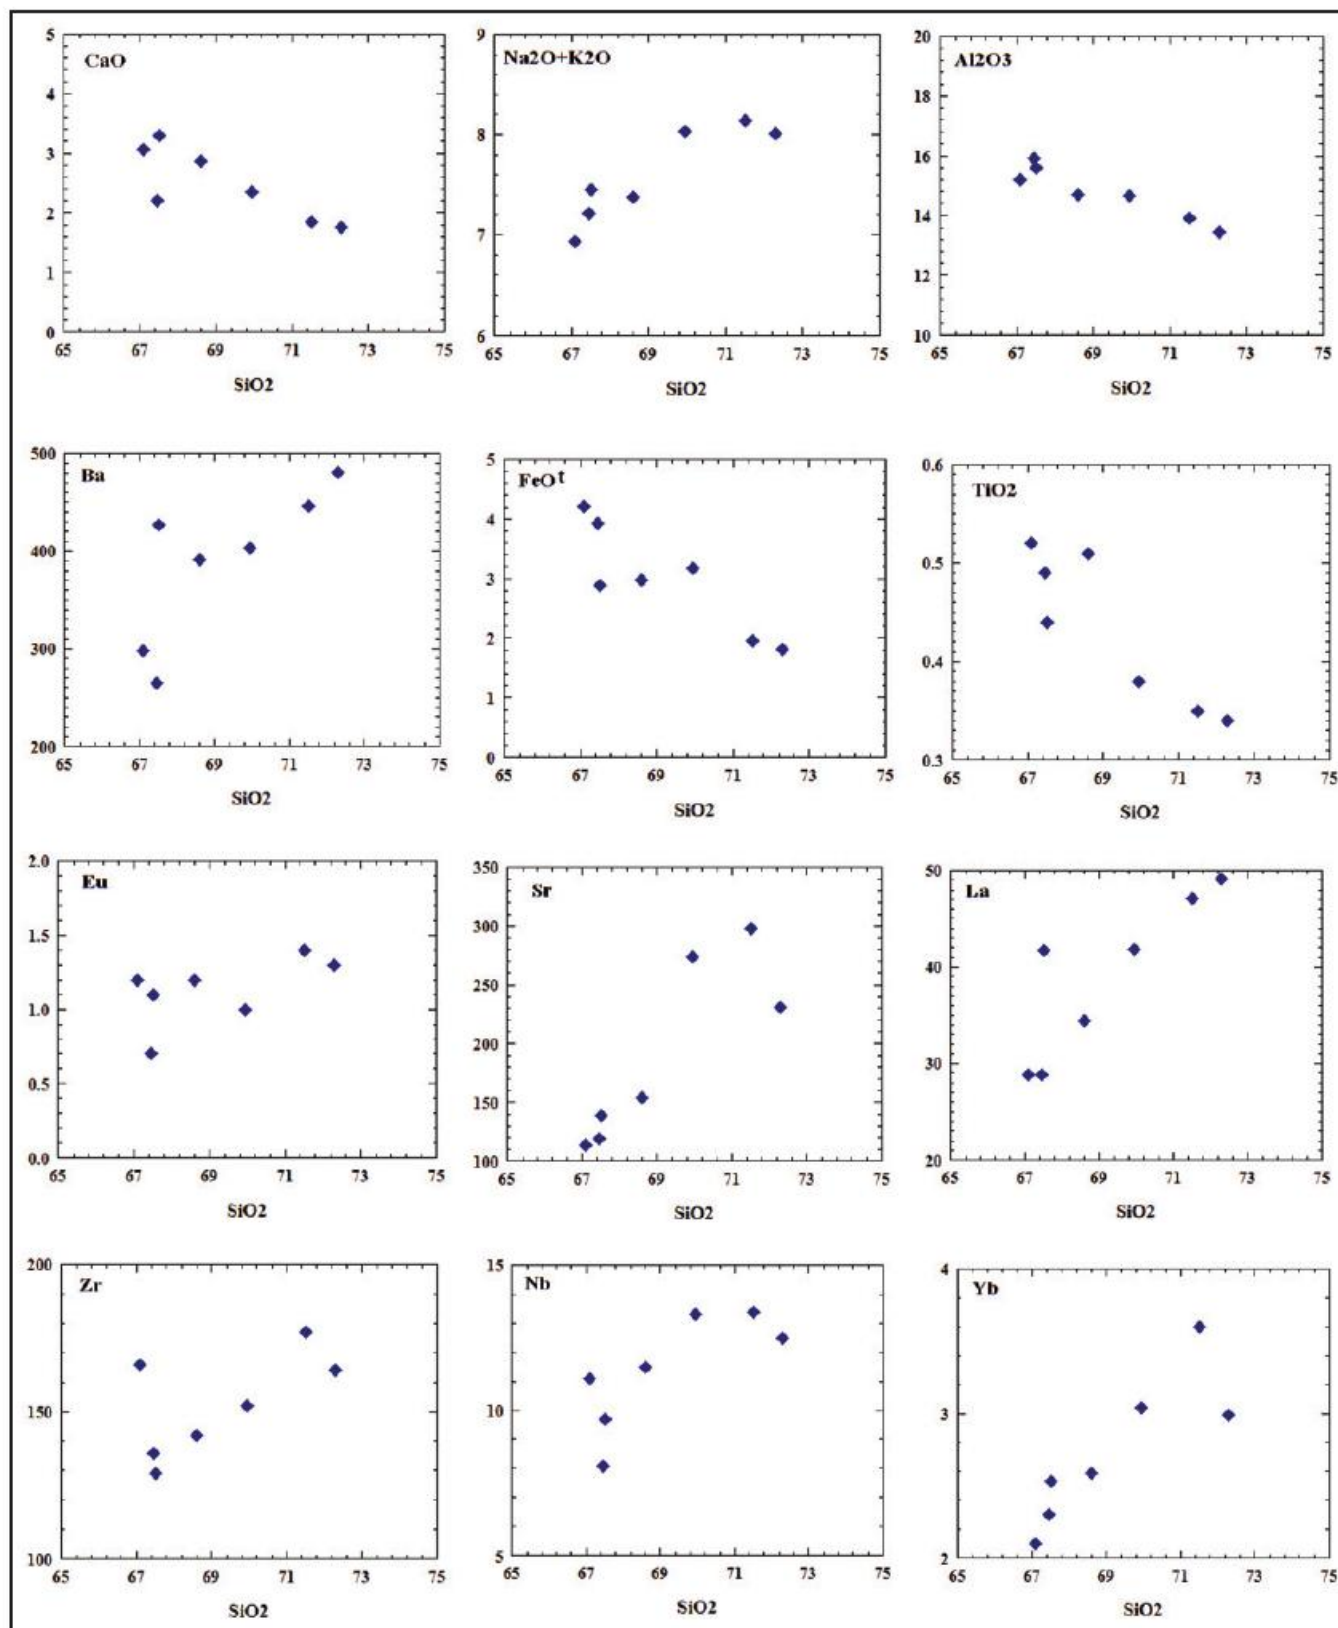 5
CaO
4
3
2
1
0
65 67 69 71 73 75
SiO2
9
Na2O+K2O
8
7
6
65 67 69 71 73 75
SiO2
20
Al2O3
18
16
14
12
10
65 67 69 71 73 75
SiO2
500
Ba
400
300
200
65 67 69 71 73 75
SiO2
5
FeOt
4
3
2
1
0
65 67 69 71 73 75
SiO2
0.6
TiO2
0.5
0.4
0.3
65 67 69 71 73 75
SiO2
2.0
Eu
1.5
1.0
0.5
0.0
65 67 69 71 73 75
SiO2
350
Sr
300
250
200
150
100
65 67 69 71 73 75
SiO2
50
La
40
30
20
65 67 69 71 73 75
SiO2
200
Zr
150
100
65 67 69 71 73 75
SiO2
15
Nb
10
5
65 67 69 71 73 75
SiO2
4
Yb
3
2
65 67 69 71 73 75
SiO2